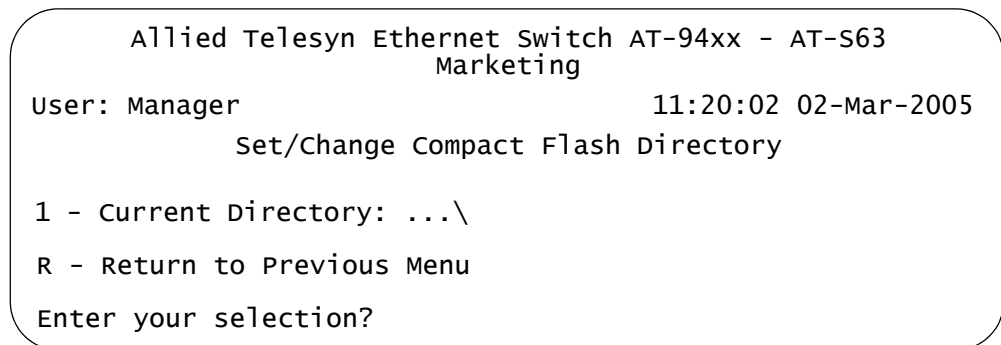 Allied Telesyn Ethernet Switch AT-94xx - AT-S63
Marketing
User: Manager 11:20:02 02-Mar-2005
Set/Change Compact Flash Directory
1 - Current Directory: ...\
R - Return to Previous Menu
Enter your selection?